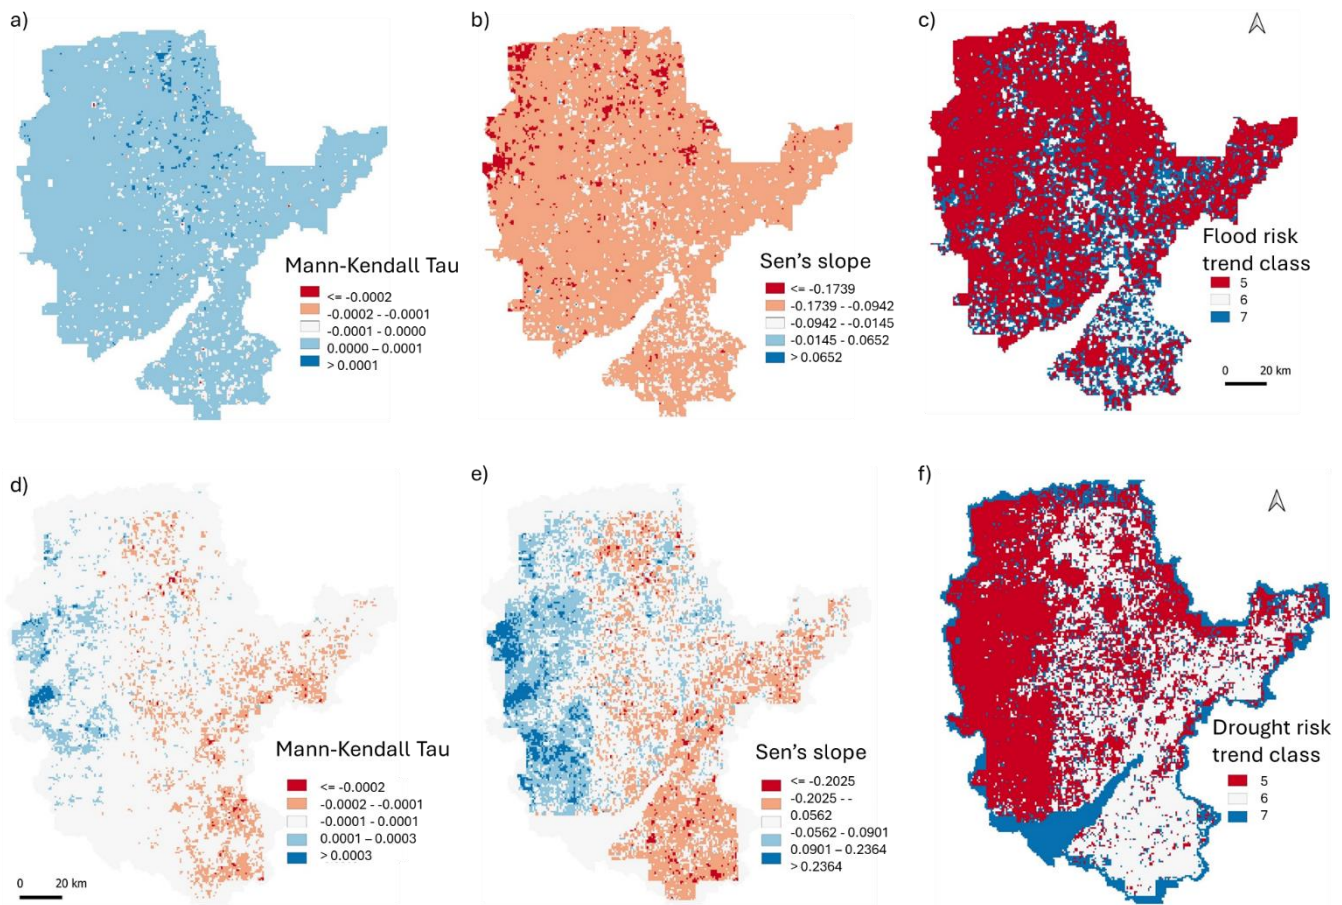 a)
b)
c)
Mann-Kendall Tau
<= -0.0002
-0.0002 - -0.0001
-0.0001 - 0.0000
0.0000 – 0.0001
> 0.0001
Sen's slope
<= -0.1739
-0.1739 - -0.0942
-0.0942 - -0.0145
-0.0145 - 0.0652
> 0.0652
Flood risk
trend class
5
6
7
0 20 km
d)
e)
f)
Mann-Kendall Tau
<= -0.0002
-0.0002 - -0.0001
-0.0001 - 0.0001
0.0001 – 0.0003
> 0.0003
0 20 km
Sen's slope
<= -0.2025
-0.2025 - -
0.0562
-0.0562 - 0.0901
0.0901 – 0.2364
> 0.2364
Drought risk
trend class
5
6
7